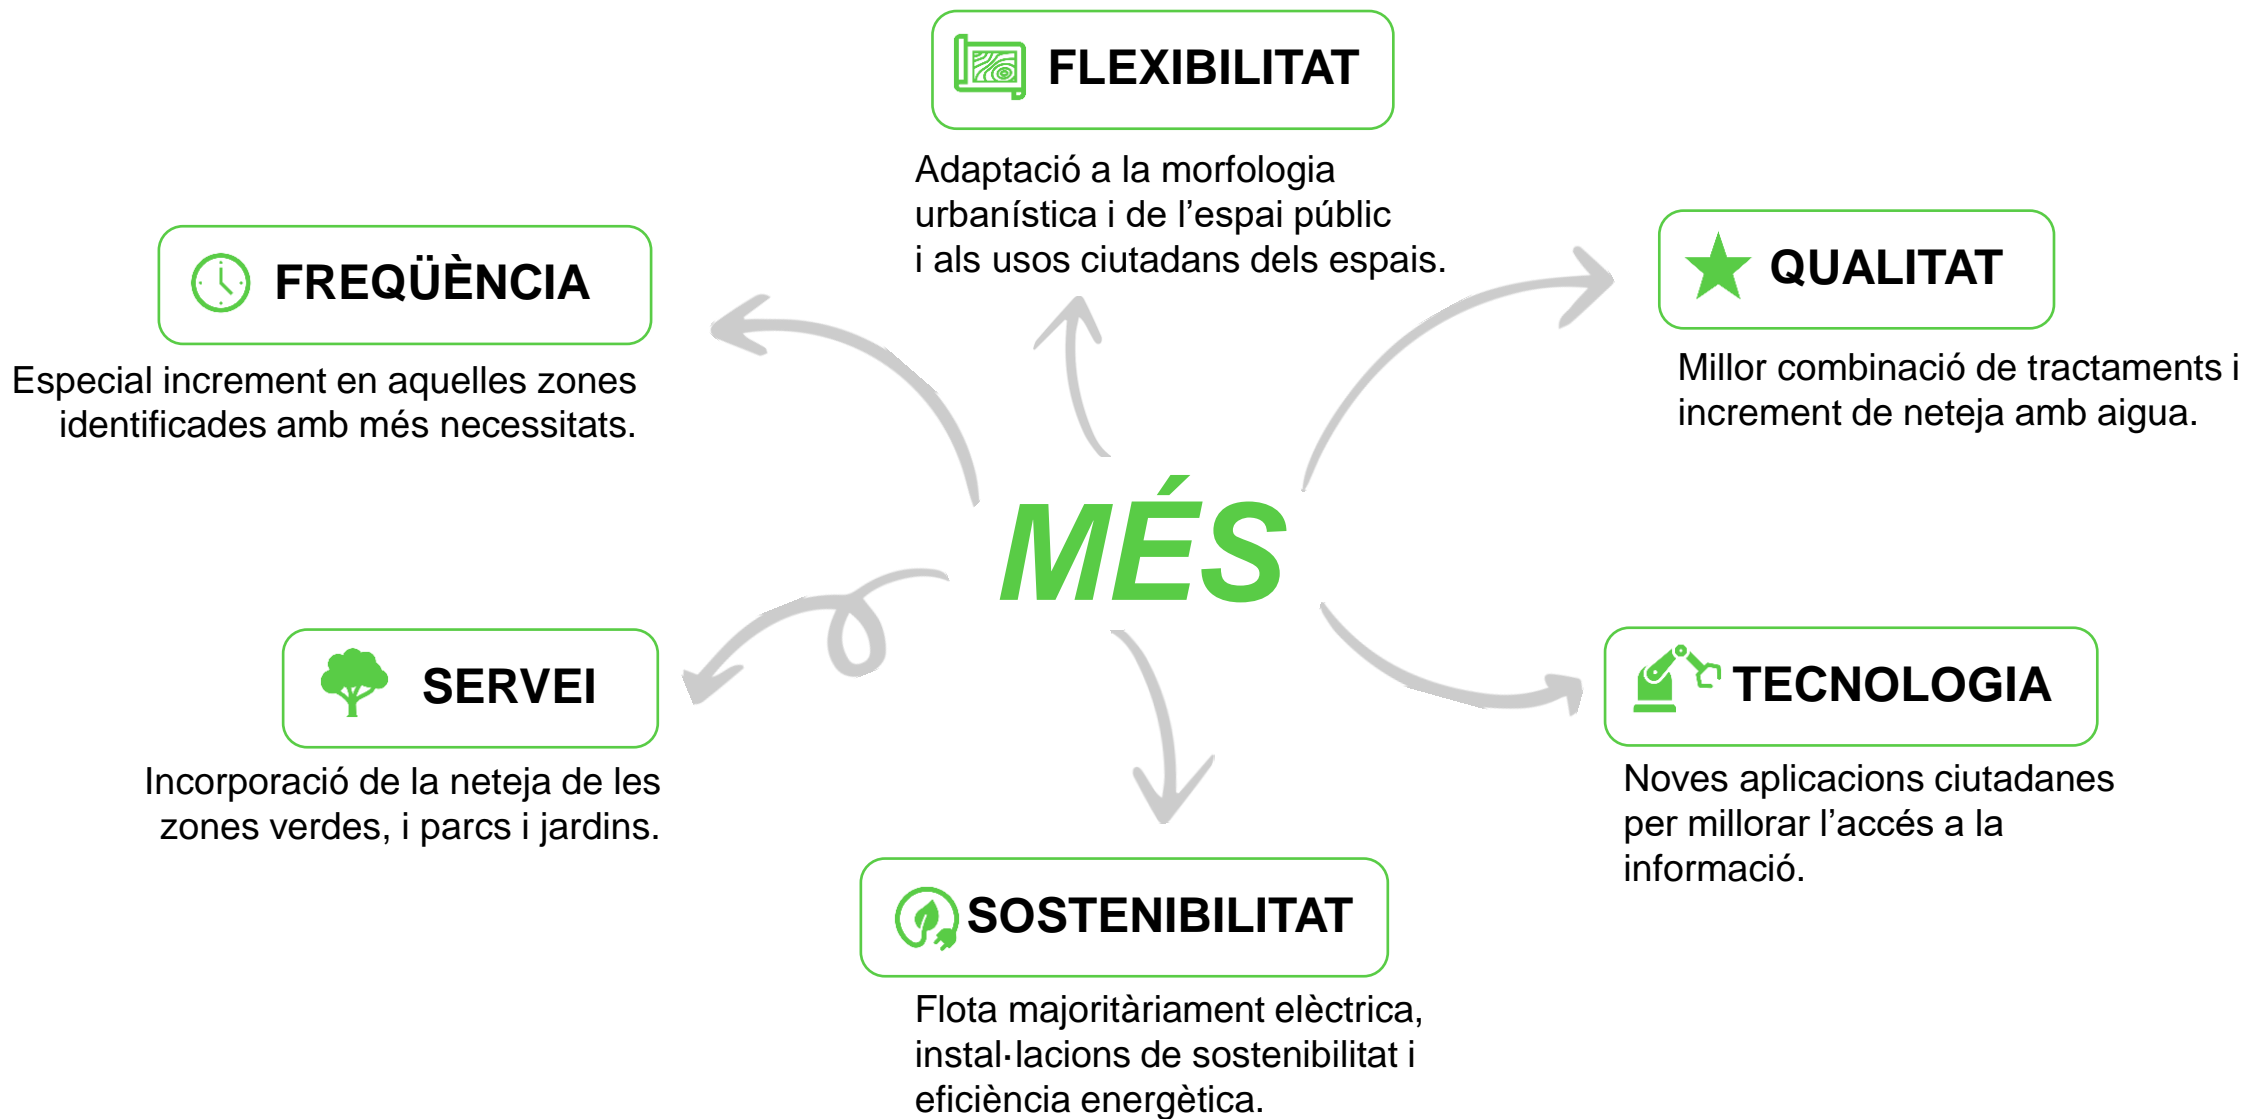 FLEXIBILITAT
Adaptació a la morfologia
urbanística i de l’espai públic
i als usos ciutadans dels espais.
FREQÜÈNCIA
Especial increment en aquelles zones
identificades amb més necessitats.
QUALITAT
Millor combinació de tractaments i
increment de neteja amb aigua.
MÉS
SERVEI
Incorporació de la neteja de les
zones verdes, i parcs i jardins.
TECNOLOGIA
Noves aplicacions ciutadanes
per millorar l’accés a la
informació.
SOSTENIBILITAT
Flota majoritàriament elèctrica,
instal·lacions de sostenibilitat i
eficiència energètica.